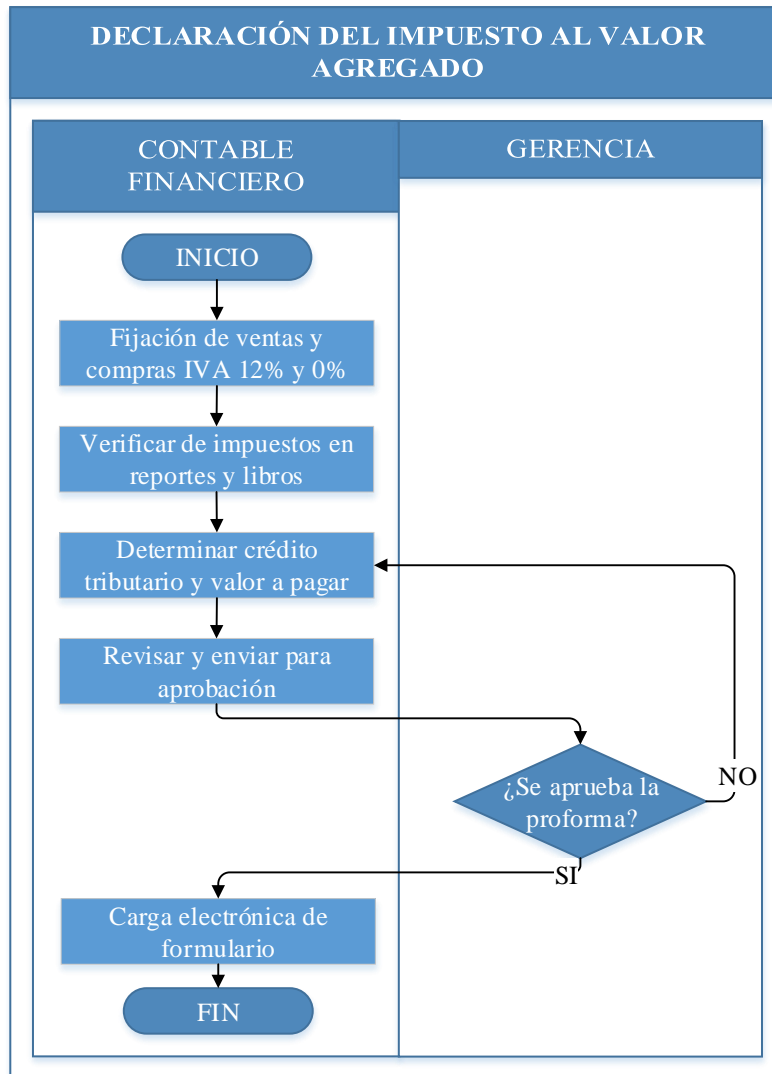 DECLARACIÓN DEL IMPUESTO AL VALOR
AGREGADO
CONTABLE
FINANCIERO
GERENCIA
INICIO
Fijación de ventas y
compras IVA 12% y 0%
Verificar de impuestos en
reportes y libros
Determinar crédito
tributario y valor a pagar
Revisar y enviar para
aprobación
¿Se aprueba la
proforma?
NO
SI
Carga electrónica de
formulario
FIN